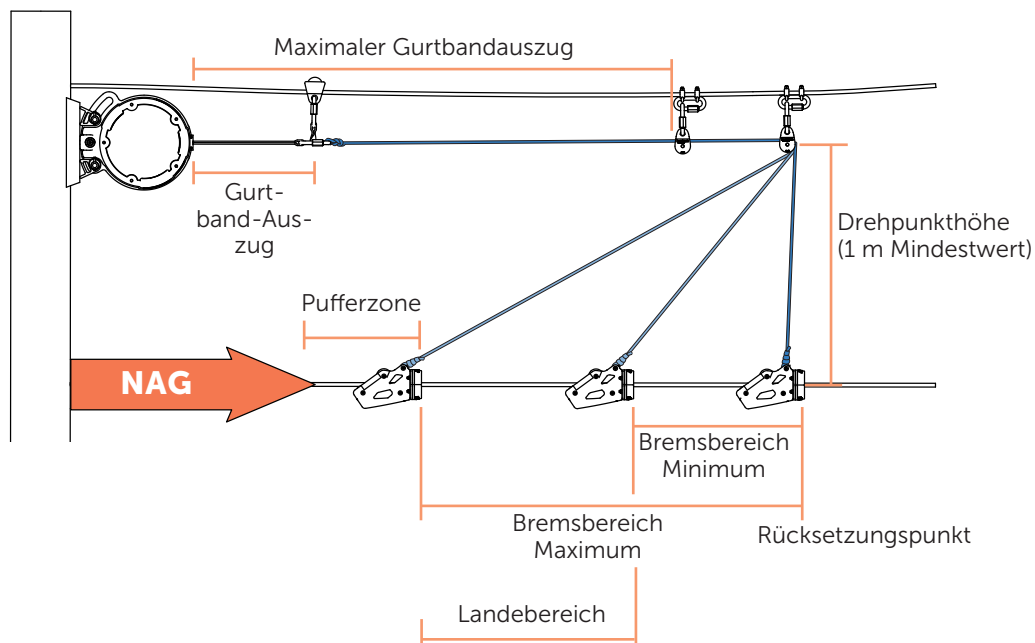 Maximaler Gurtbandauszug
Gurt-
band-Aus-
zug
Drehpunkthöhe
(1 m Mindestwert)
Pufferzone
NAG
Bremsbereich
Minimum
Bremsbereich
Maximum
Rücksetzungspunkt
Landebereich